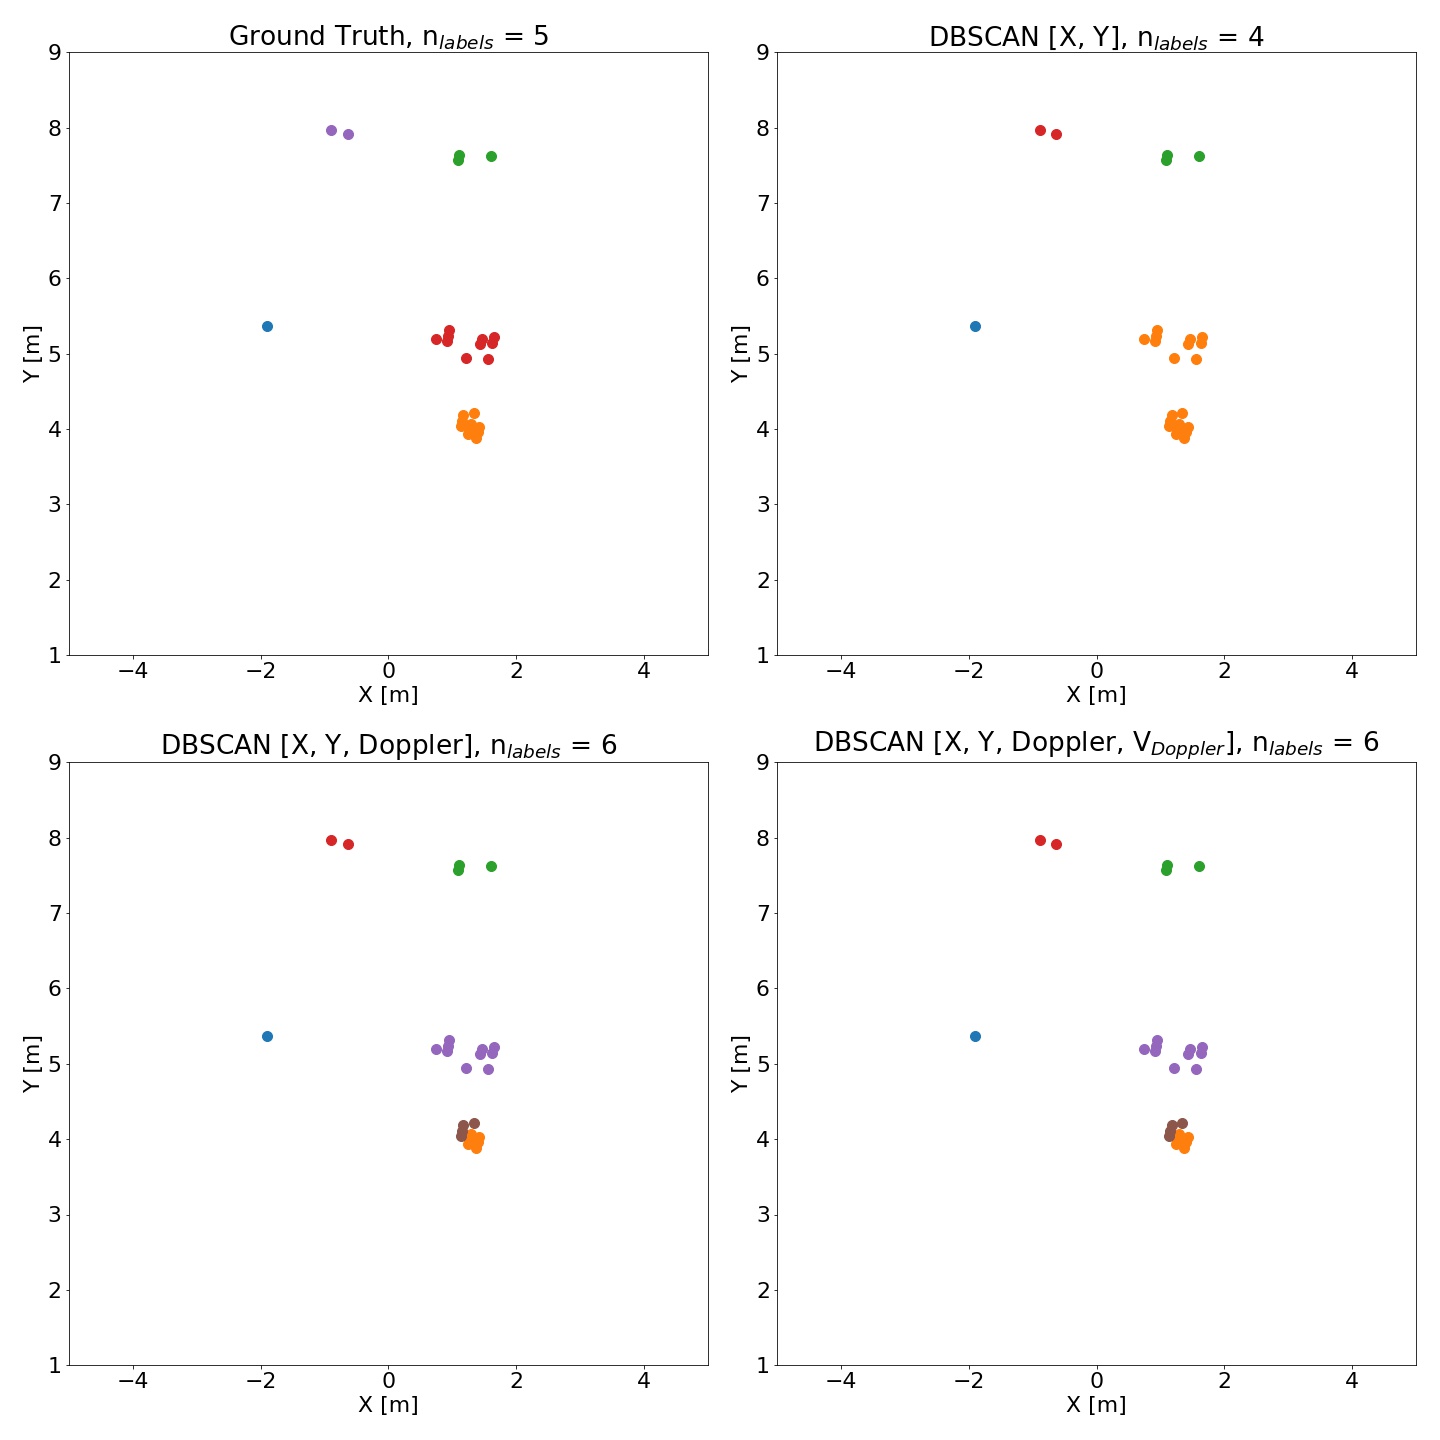 Ground Truth, n_labels = 5
9
8
7
6
5
4
3
2
1
Y [m]
−4 −2 0 2 4
X [m]
DBSCAN [X, Y], n_labels = 4
9
8
7
6
5
4
3
2
1
Y [m]
−4 −2 0 2 4
X [m]
DBSCAN [X, Y, Doppler], n_labels = 6
9
8
7
6
5
4
3
2
1
Y [m]
−4 −2 0 2 4
X [m]
DBSCAN [X, Y, Doppler, V_Doppler], n_labels = 6
9
8
7
6
5
4
3
2
1
Y [m]
−4 −2 0 2 4
X [m]